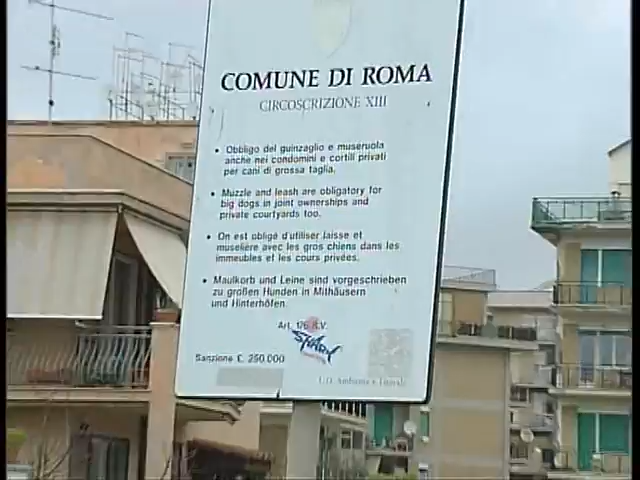 COMUNE DI ROMA
CIRCOSCRIZIONE XIII
• Obbligo del guinzaglio e museruola
anche nei condomini e cortili privati
per cani di grossa taglia.
• Muzzle and leash are obligatory for
big dogs in joint ownerships and
private courtyards too.
• On est obligé d'utiliser laisse et
muselière avec les gros chiens dans les
immeubles et les cours privées.
• Maulkorb und Leine sind vorgeschrieben
zu großen Hunden in Mithäusern
und Hinterhöfen.
Art. 176 R.V.
SHARK
Sanzione £. 250.000